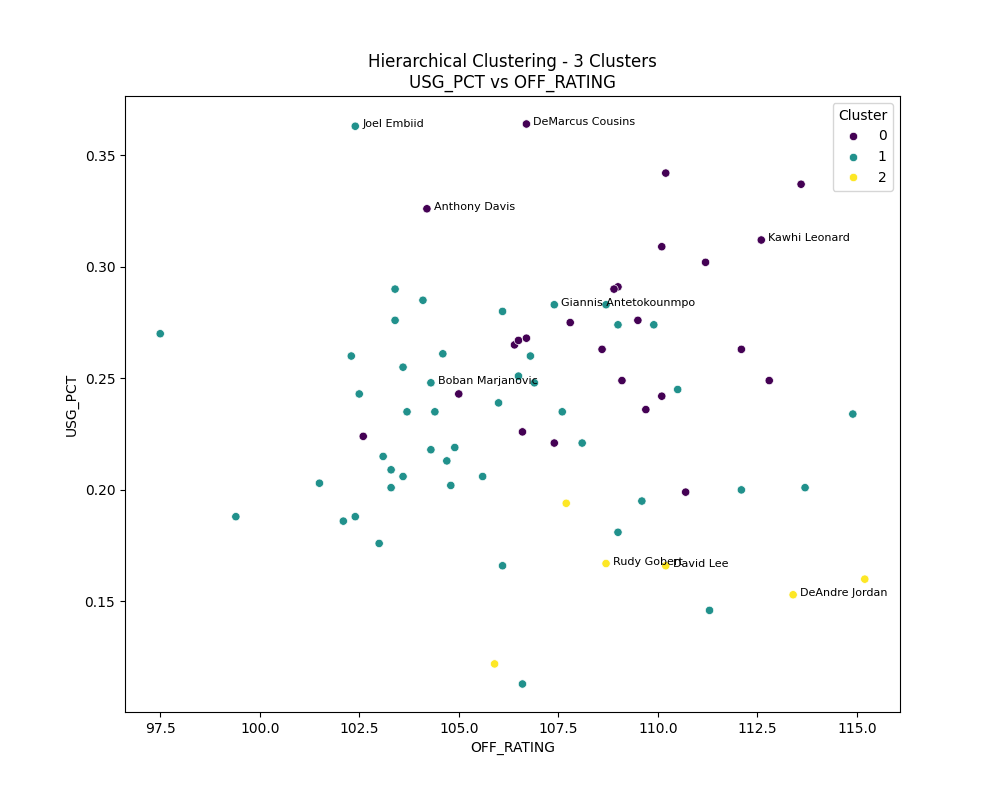 Hierarchical Clustering - 3 Clusters
USG_PCT vs OFF_RATING
Cluster
0
1
2
Joel Embiid
DeMarcus Cousins
Anthony Davis
Kawhi Leonard
Giannis Antetokounmpo
Boban Marjanovic
Rudy Gobert
David Lee
DeAndre Jordan
USG_PCT
0.35
0.30
0.25
0.20
0.15
97.5 100.0 102.5 105.0 107.5 110.0 112.5 115.0
OFF_RATING